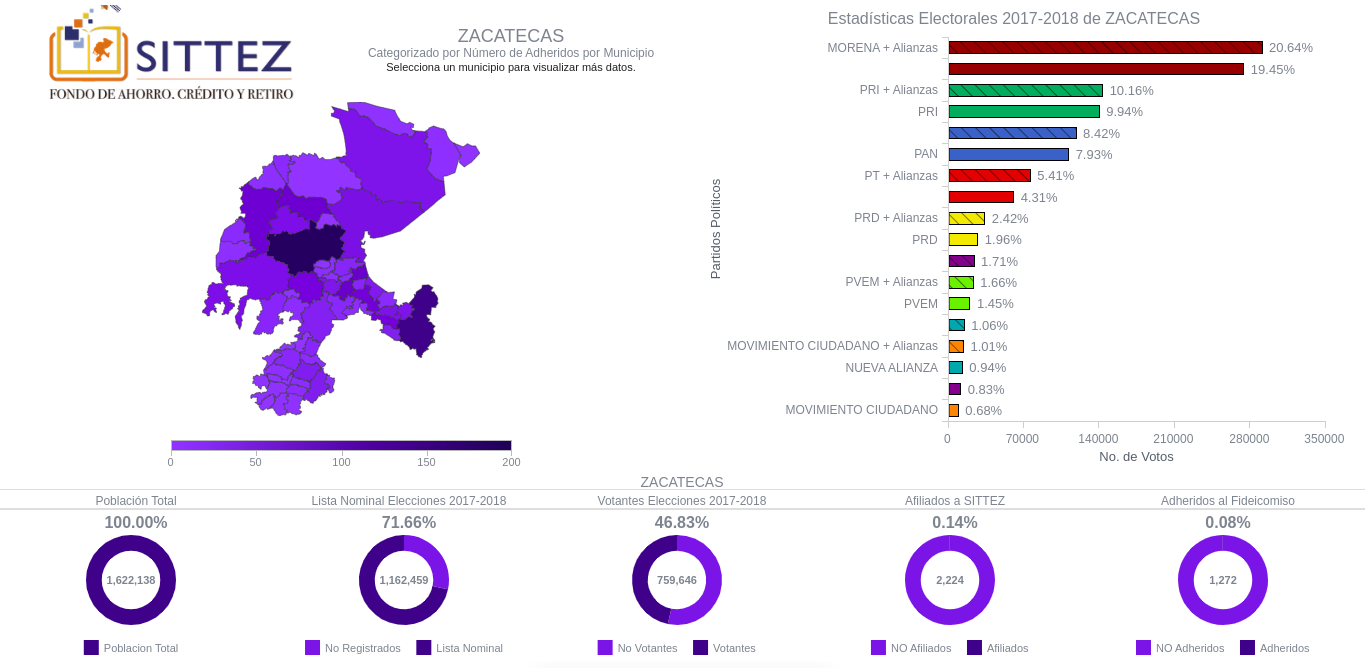 SITTEZ
FONDO DE AHORRO, CRÉDITO Y RETIRO
ZACATECAS
Categorizado por Número de Adheridos por Municipio
Selecciona un municipio para visualizar más datos.
0 50 100 150 200
Estadísticas Electorales 2017-2018 de ZACATECAS
Partidos Políticos
MORENA + Alianzas 20.64%
19.45%
PRI + Alianzas 10.16%
PRI 9.94%
8.42%
PAN 7.93%
PT + Alianzas 5.41%
4.31%
PRD + Alianzas 2.42%
PRD 1.96%
1.71%
PVEM + Alianzas 1.66%
PVEM 1.45%
1.06%
MOVIMIENTO CIUDADANO + Alianzas 1.01%
NUEVA ALIANZA 0.94%
0.83%
MOVIMIENTO CIUDADANO 0.68%
0 70000 140000 210000 280000 350000
No. de Votos
ZACATECAS
Población Total
100.00%
1,622,138
Poblacion Total
Lista Nominal Elecciones 2017-2018
71.66%
1,162,459
No Registrados Lista Nominal
Votantes Elecciones 2017-2018
46.83%
759,646
No Votantes Votantes
Afiliados a SITTEZ
0.14%
2,224
NO Afiliados Afiliados
Adheridos al Fideicomiso
0.08%
1,272
NO Adheridos Adheridos